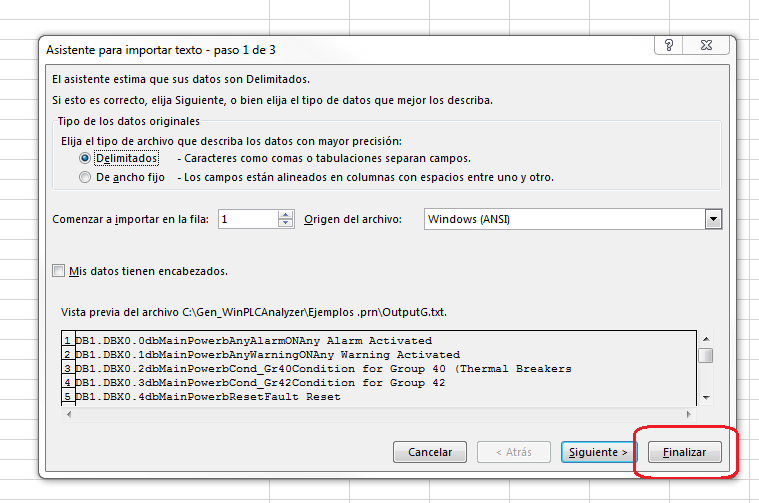 Asistente para importar texto - paso 1 de 3
El asistente estima que sus datos son Delimitados.
Si esto es correcto, elija Siguiente, o bien elija el tipo de datos que mejor los describa.
Tipo de los datos originales
Elija el tipo de archivo que describa los datos con mayor precisión:
Delimitados - Caracteres como comas o tabulaciones separan campos.
De ancho fijo - Los campos están alineados en columnas con espacios entre uno y otro.
Comenzar a importar en la fila: 1 Origen del archivo: Windows (ANSI)
Mis datos tienen encabezados.
Vista previa del archivo C:\Gen_WinPLCAnalyzer\Ejemplos .prn\OutputG.txt.
1 DB1.DBX0.0dbMainPowerbAnyAlarmONAny Alarm Activated
2 DB1.DBX0.1dbMainPowerbAnyWarningONAny Warning Activated
3 DB1.DBX0.2dbMainPowerbCond_Gr40Condition for Group 40 (Thermal Breakers
4 DB1.DBX0.3dbMainPowerbCond_Gr42Condition for Group 42
5 DB1.DBX0.4dbMainPowerbResetFault Reset
Cancelar < Atrás Siguiente > Finalizar